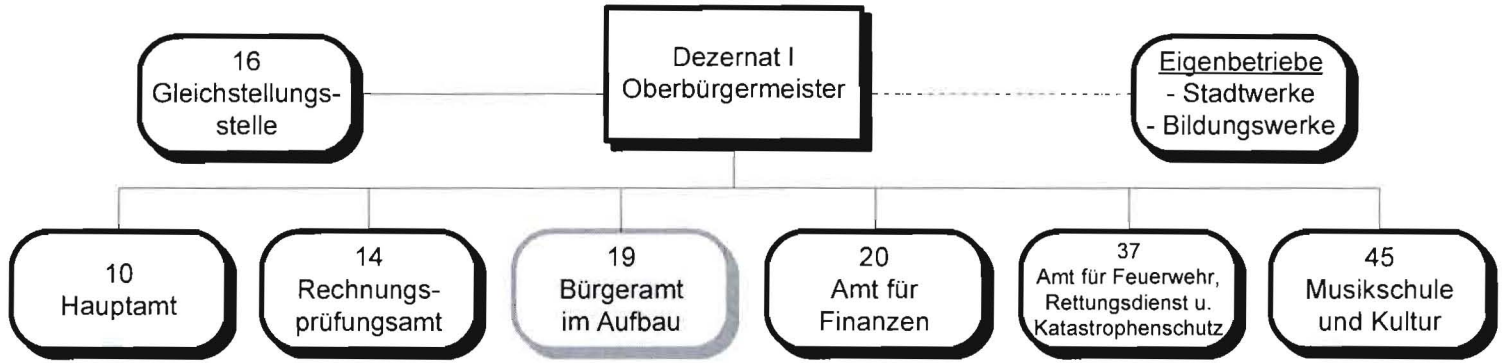 16
Gleichstellungs-
stelle
Dezernat I
Oberbürgermeister
Eigenbetriebe
- Stadtwerke
- Bildungswerke
10
Hauptamt
14
Rechnungs-
prüfungsamt
19
Bürgeramt
im Aufbau
20
Amt für
Finanzen
37
Amt für Feuerwehr,
Rettungsdienst u.
Katastrophenschutz
45
Musikschule
und Kultur